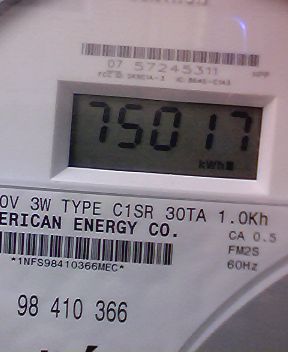 07 57245311
75017
kWh
0V 3W TYPE C1SR 30TA 1.0Kh
ERICAN ENERGY CO.
CA 0.5
FM2S
60Hz
*1NFS98410366MEC*
98 410 366